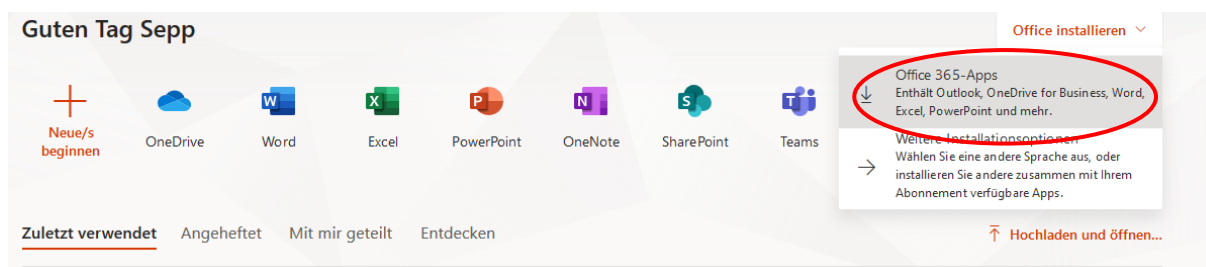 Guten Tag Sepp
Office installieren
Office 365-Apps
Enthält Outlook, OneDrive for Business, Word,
Excel, PowerPoint und mehr.
Neue/s
beginnen
OneDrive
Word
Excel
PowerPoint
OneNote
SharePoint
Teams
Weitere Installationsoptionen
Wählen Sie eine andere Sprache aus, oder
installieren Sie andere zusammen mit Ihrem
Abonnement verfügbare Apps.
Zuletzt verwendet Angeheftet Mit mir geteilt Entdecken
Hochladen und öffnen...